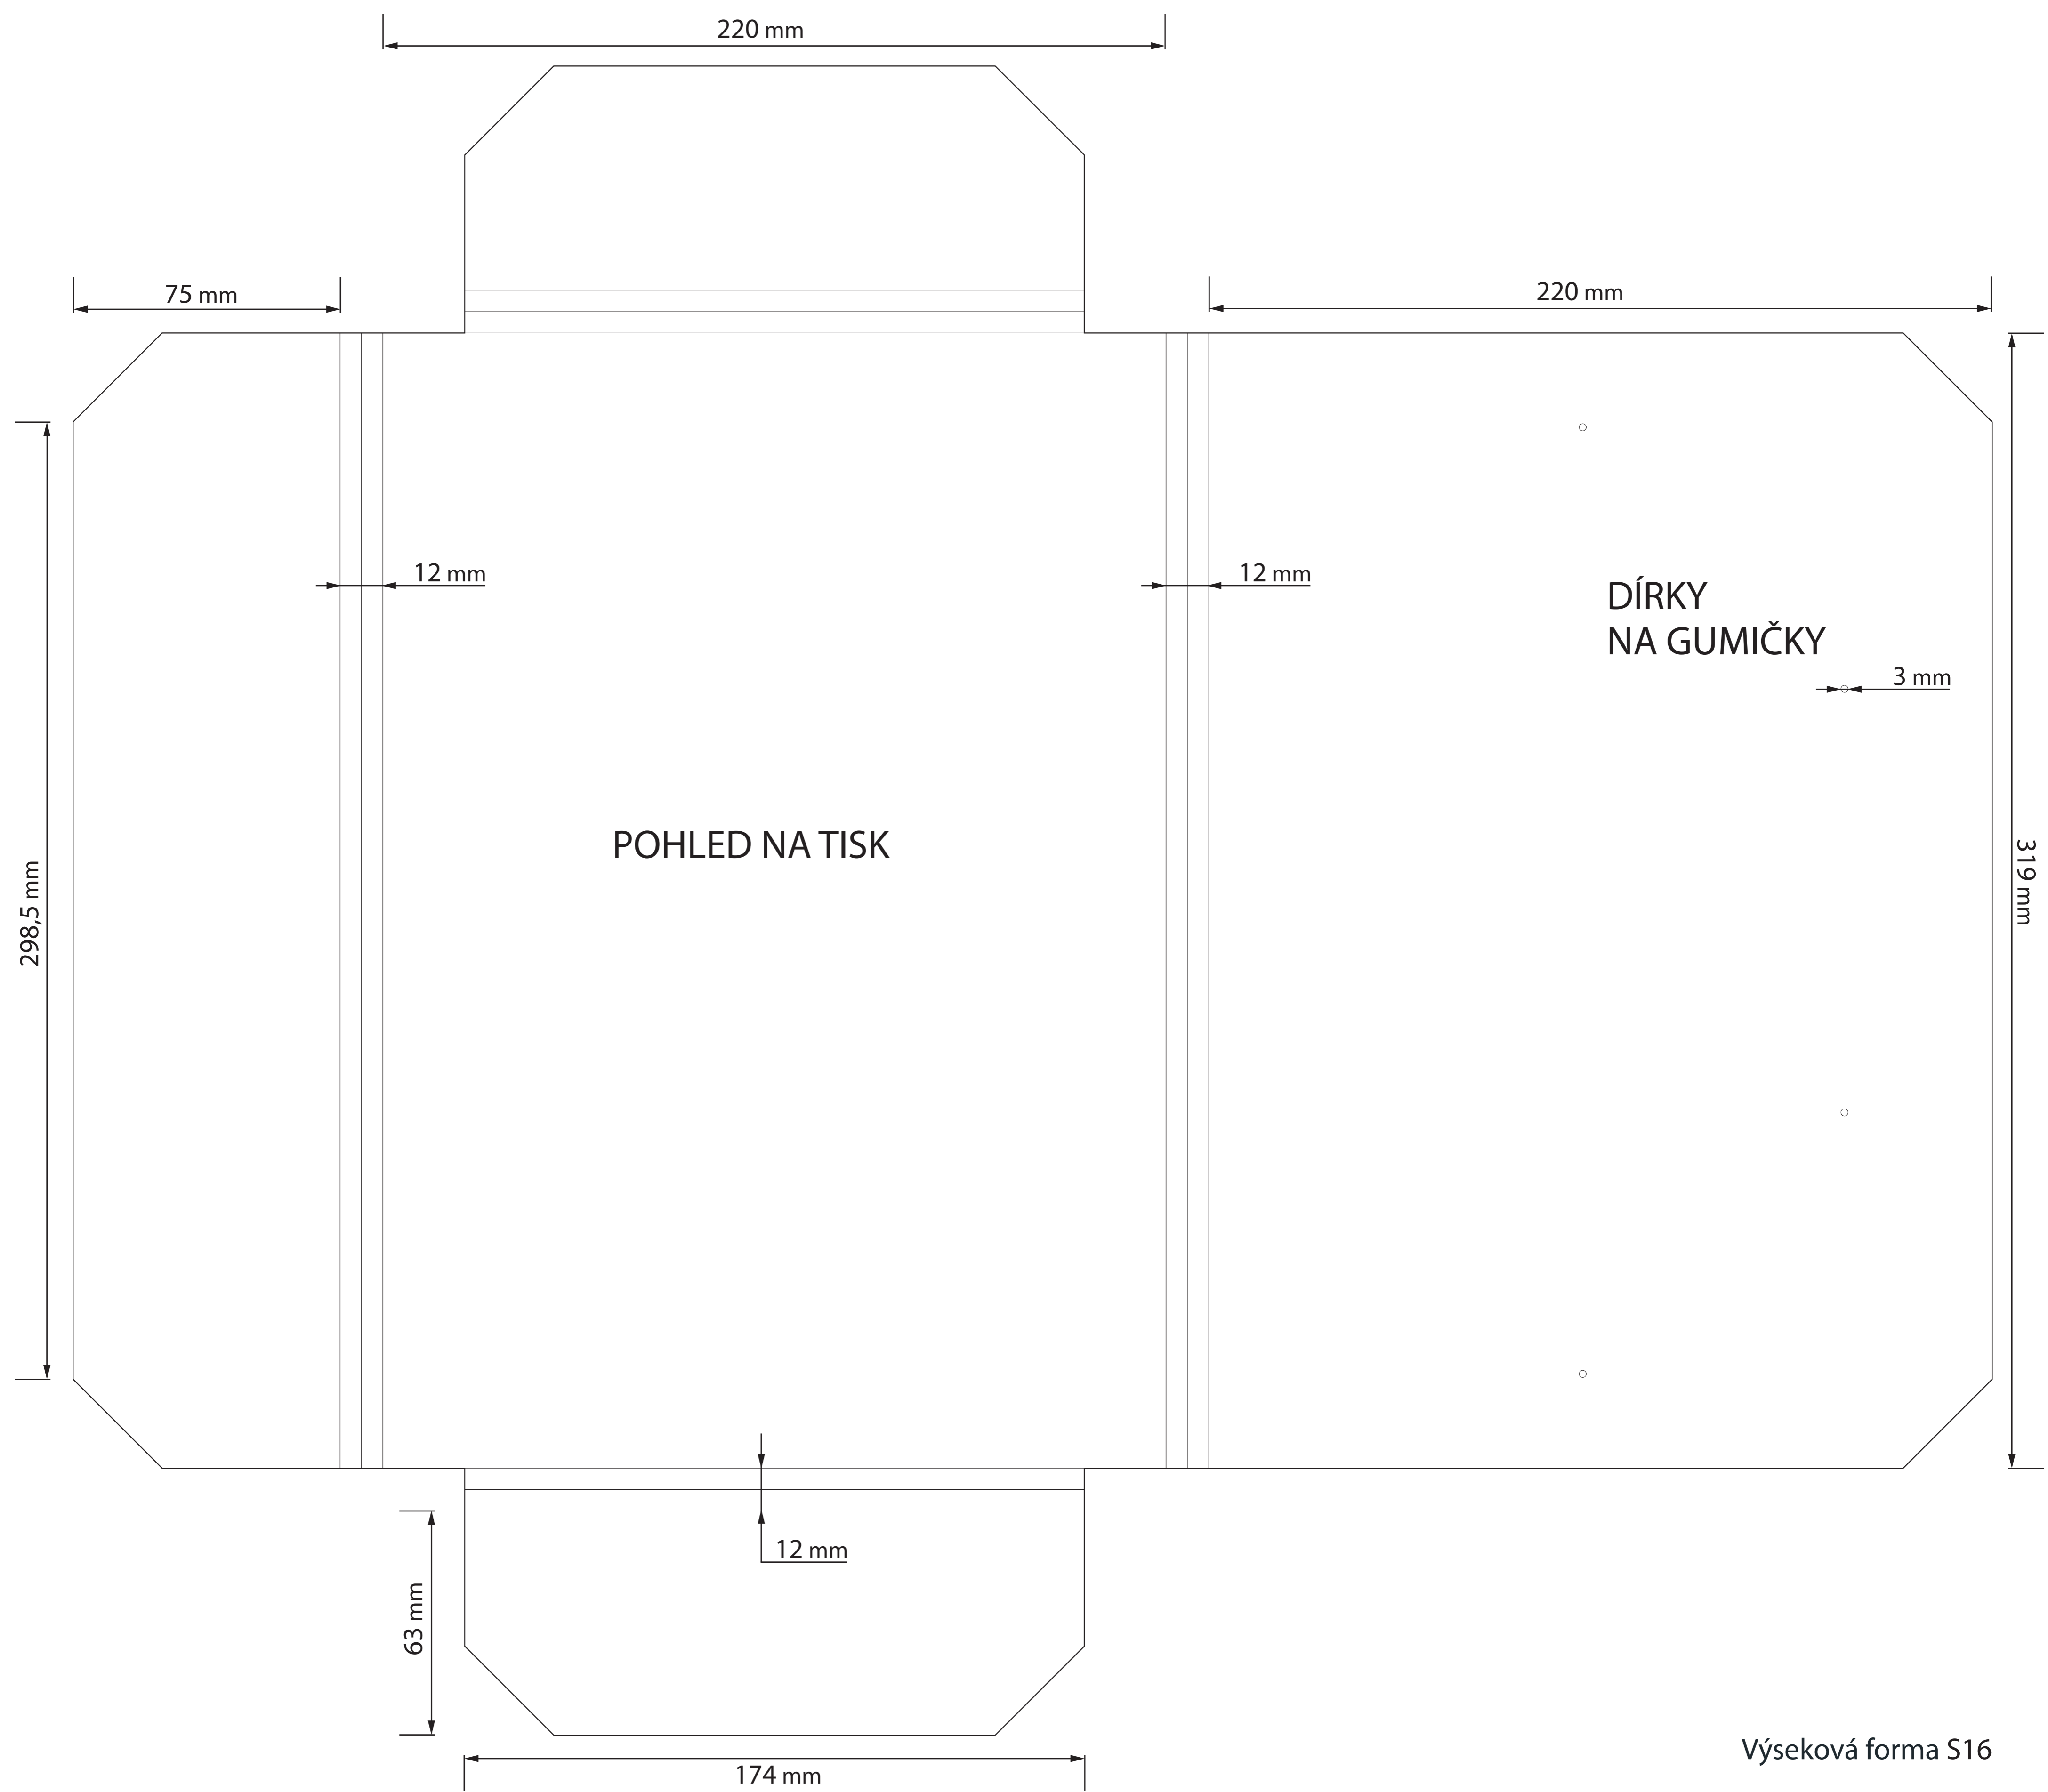 220 mm
75 mm
220 mm
12 mm
12 mm
DÍRKY
NA GUMIČKY
3 mm
POHLED NA TISK
298,5 mm
319 mm
12 mm
63 mm
174 mm
Výseková forma S16